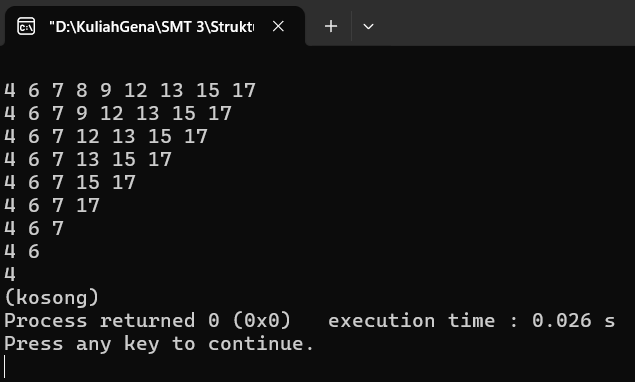 "D:\KuliahGena\SMT 3\Struktu
4 6 7 8 9 12 13 15 17
4 6 7 9 12 13 15 17
4 6 7 12 13 15 17
4 6 7 13 15 17
4 6 7 15 17
4 6 7 17
4 6 7
4 6
4
(kosong)
Process returned 0 (0x0)   execution time : 0.026 s
Press any key to continue.